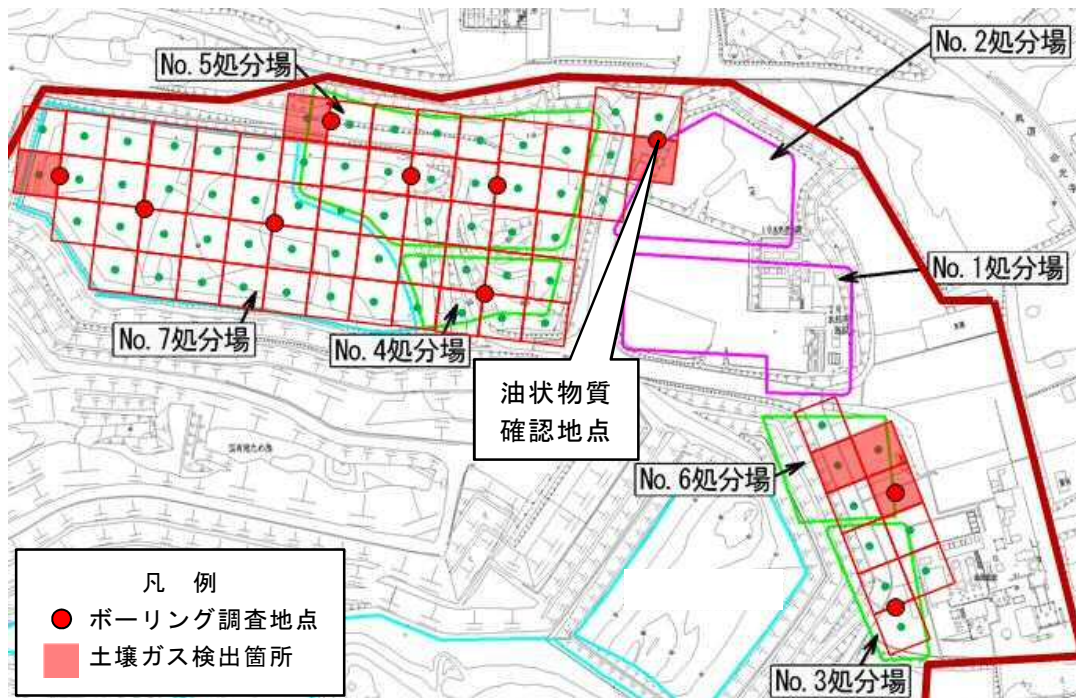 No.2処分場
No.5処分場
No.1処分場
No.7処分場
No.4処分場
油状物質
確認地点
No.6処分場
No.3処分場
凡 例
ボーリング調査地点
土壌ガス検出箇所